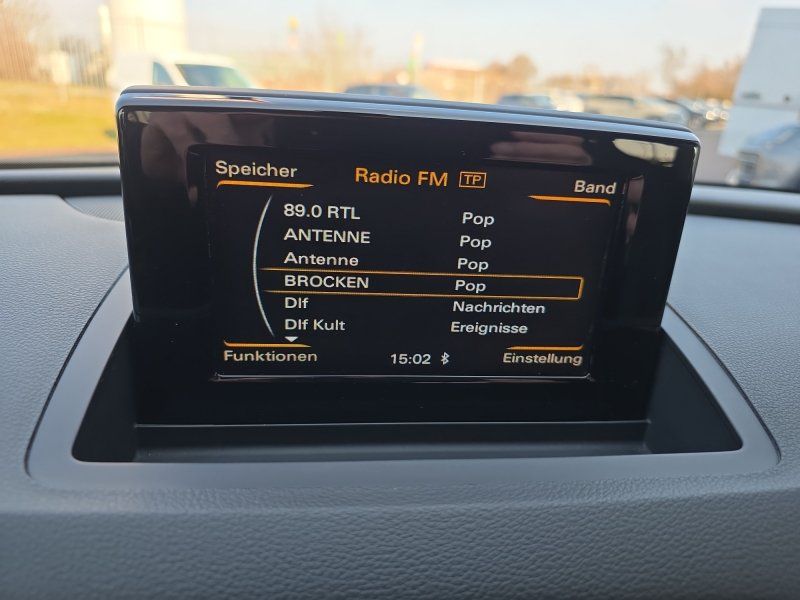 Speicher Radio FM TP Band
89.0 RTL Pop
ANTENNE Pop
Antenne Pop
BROCKEN Pop
Dlf Nachrichten
Dlf Kult Ereignisse
Funktionen 15:02 Einstellung